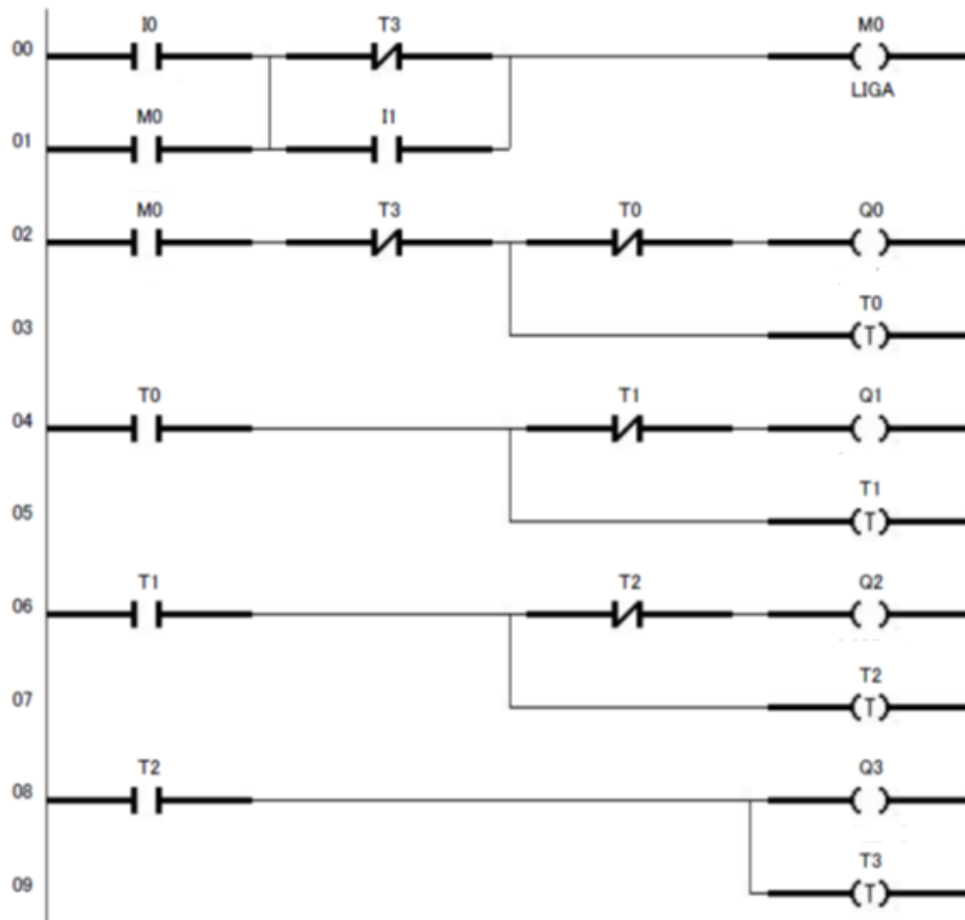 I0 T3 M0
00
LIGA
M0 I1
01
M0 T3 T0 Q0
02
T0
03 T
T0 T1 Q1
04
T1
05 T
T1 T2 Q2
06
T2
07 T
T2 Q3
08
T3
09 T